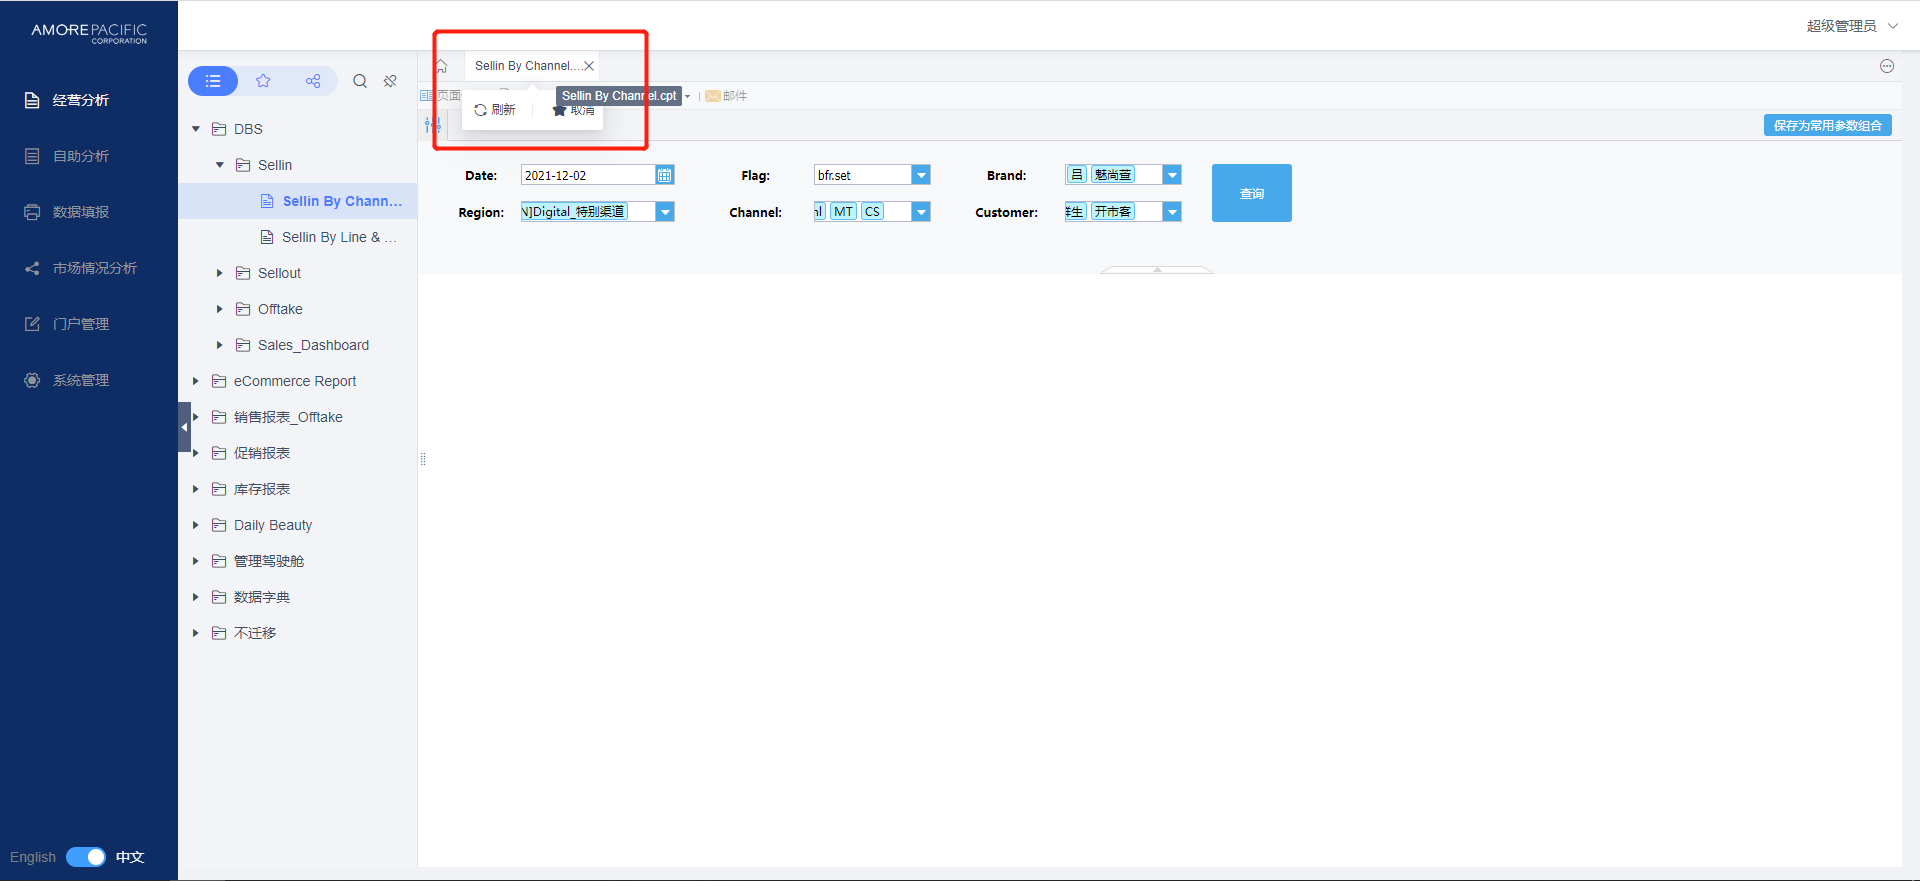 AMOREPACIFIC
CORPORATION
超级管理员
经营分析
自助分析
数据填报
市场情况分析
门户管理
系统管理
English 中文
DBS
Sellin
Sellin By Chann...
Sellin By Line & ...
Sellout
Offtake
Sales_Dashboard
eCommerce Report
销售报表_Offtake
促销报表
库存报表
Daily Beauty
管理驾驶舱
数据字典
不迁移
Sellin By Channel....
页面
Sellin By Channel.cpt
邮件
刷新
取消
保存为常用参数组合
Date: 2021-12-02 Flag: bfr.set Brand: 吕 魅尚萱
查询
Region: N]Digital_特别渠道 Channel: MT CS Customer: 开市客